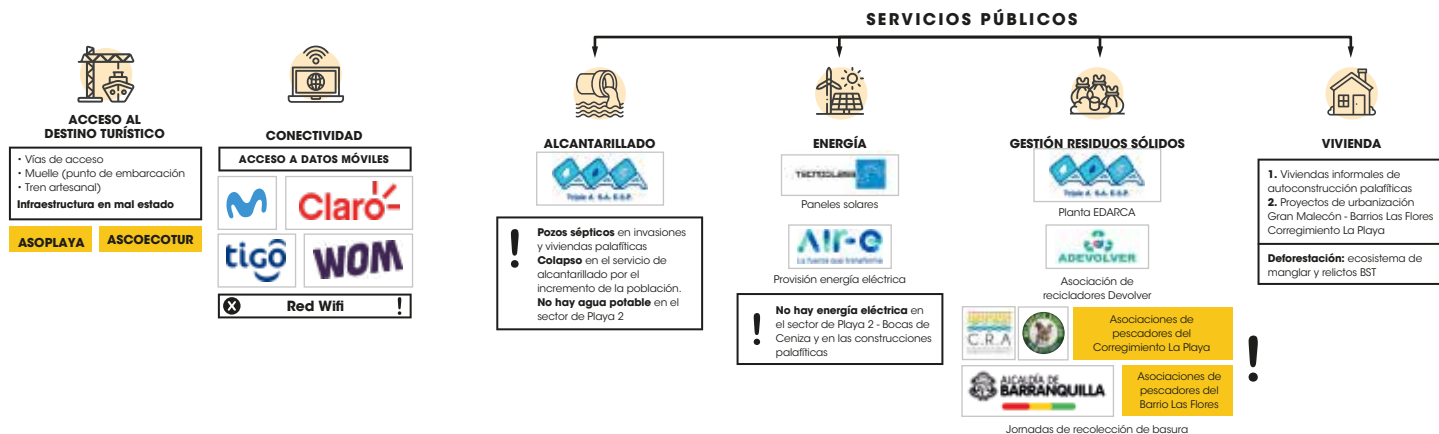 SERVICIOS PÚBLICOS
ACCESO AL
DESTINO TURÍSTICO
• Vías de acceso
• Muelle (punto de embarcación
• Tren artesanal)
Infraestructura en mal estado
ASOPLAYA
ASCOECOTUR
CONECTIVIDAD
ACCESO A DATOS MÓVILES
Claro
tigo
WOM
Red Wifi
!
ALCANTARILLADO
Triple A S.A. E.S.P.
!
Pozos sépticos en invasiones
y viviendas palafíticas
Colapso en el servicio de
alcantarillado por el
incremento de la población.
No hay agua potable en el
sector de Playa 2
ENERGÍA
Paneles solares
AIR-E
La fuerza que transforma
Provisión energía eléctrica
!
No hay energía eléctrica en
el sector de Playa 2 - Bocas de
Ceniza y en las construcciones
palafíticas
GESTIÓN RESIDUOS SÓLIDOS
Triple A S.A. E.S.P.
Planta EDARCA
ADEVOLVER
Asociación de
recicladores Devolver
C.R.A
Asociaciones de
pescadores del
Corregimiento La Playa
ALCALDÍA DE
BARRANQUILLA
Asociaciones de
pescadores del
Barrio Las Flores
!
Jornadas de recolección de basura
VIVIENDA
1. Viviendas informales de
autoconstrucción palafíticas
2. Proyectos de urbanización
Gran Malecón - Barrios Las Flores
Corregimiento La Playa
Deforestación: ecosistema de
manglar y relictos BST